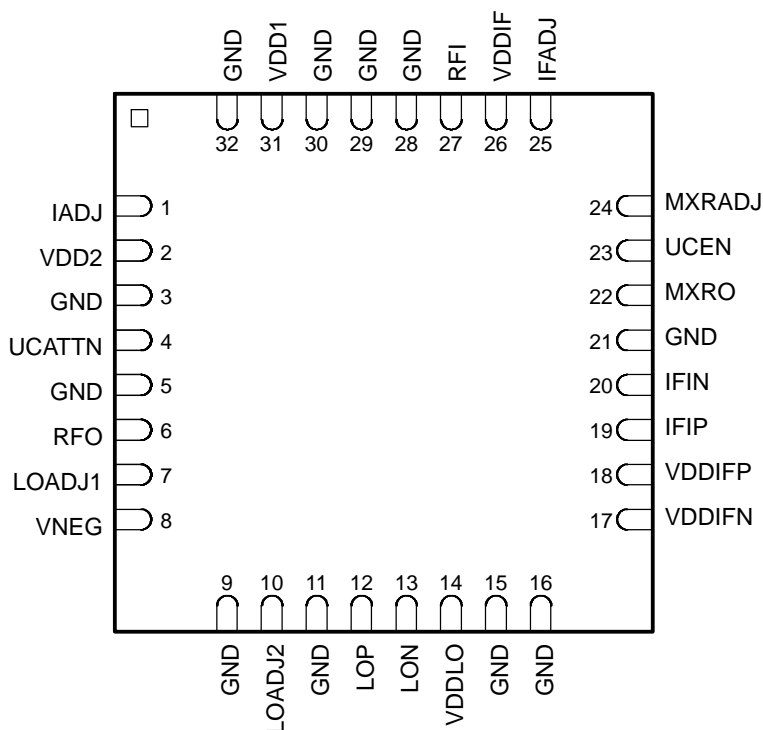 GND VDD1 GND GND GND RFI VDDIF IFADJ
32 31 30 29 28 27 26 25
IADJ 1 24 MXRADJ
VDD2 2 23 UCEN
GND 3 22 MXRO
UCATTN 4 21 GND
GND 5 20 IFIN
RFO 6 19 IFIP
LOADJ1 7 18 VDDIFP
VNEG 8 17 VDDIFN
9 10 11 12 13 14 15 16
GND LOADJ2 GND LOP LON VDDLO GND GND